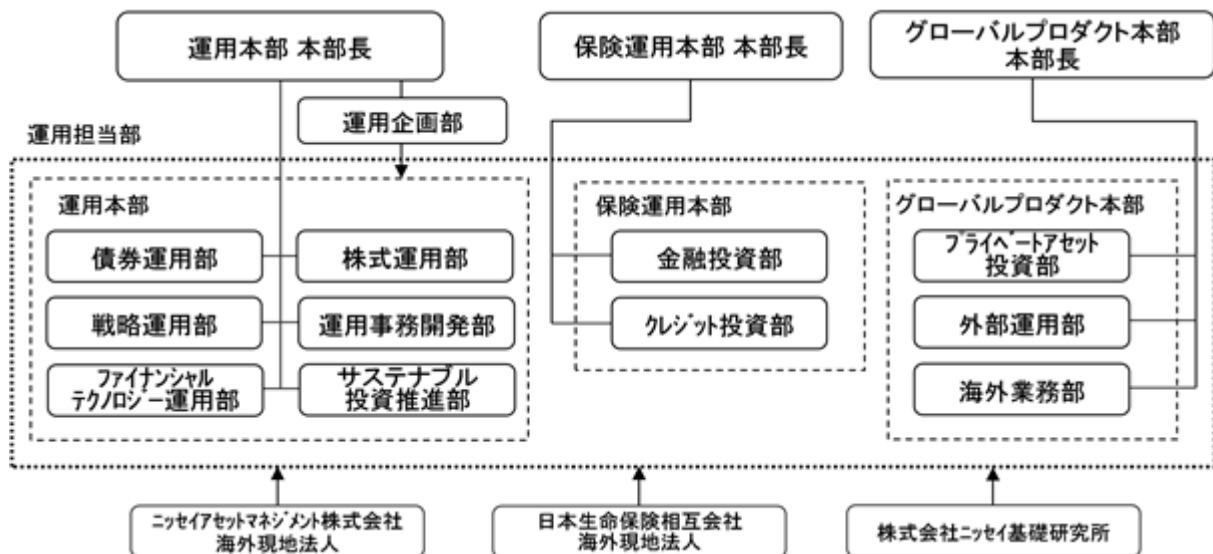 運用本部 本部長
保険運用本部 本部長
グローバルプロダクト本部
本部長
運用企画部
運用担当部
運用本部
債券運用部
株式運用部
戦略運用部
運用事務開発部
ファイナンシャル
テクノロジー運用部
サステナブル
投資推進部
保険運用本部
金融投資部
クレジット投資部
グローバルプロダクト本部
プライベートアセット
投資部
外部運用部
海外業務部
ニッセイアセットマネジメント株式会社
海外現地法人
日本生命保険相互会社
海外現地法人
株式会社ニッセイ基礎研究所